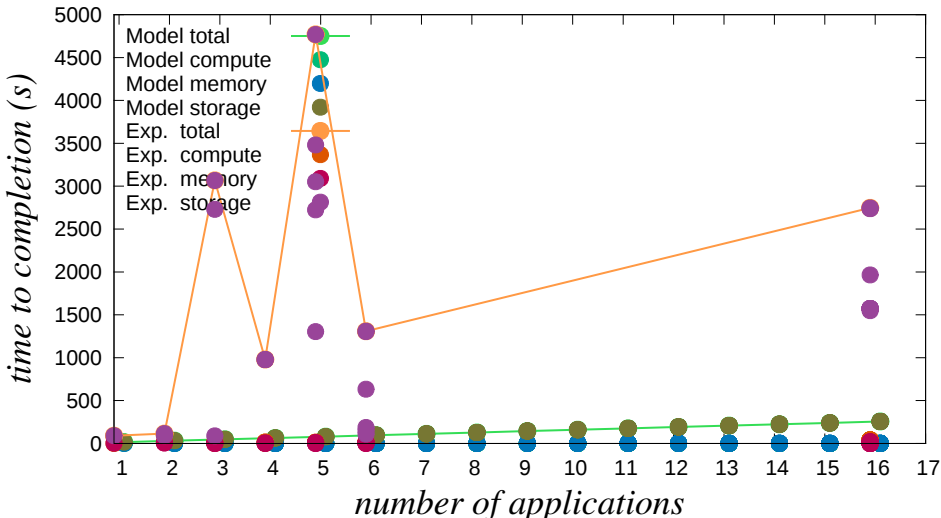 5000
4500
4000
3500
3000
2500
2000
1500
1000
500
0
time to completion (s)
Model total
Model compute
Model memory
Model storage
Exp. total
Exp. compute
Exp. memory
Exp. storage
1 2 3 4 5 6 7 8 9 10 11 12 13 14 15 16 17
number of applications